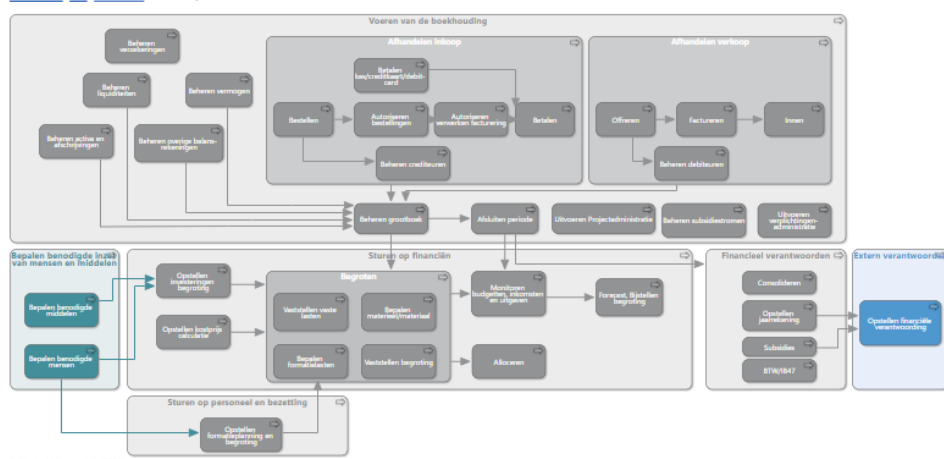 Voeren van de boekhouding
Beheren
verzekeringen
Beheren
liquiditeiten
Beheren vermogen
Beheren activa en
afschrijvingen
Beheren overige balans-
rekeningen
Afhandelen inkoop
Betalen
kas/creditkaart/debit-
card
Bestellen
Autoriseren
bestellingen
Autoriseren
verwerken facturering
Betalen
Beheren crediteuren
Afhandelen verkoop
Offreren
Factureren
Innen
Beheren debiteuren
Beheren grootboek
Afsluiten periode
Uitvoeren Projectadministratie
Beheren subsidiestromen
Uitvoeren
verplichtingen-
administratie
Bepalen benodigde inzet
van mensen en middelen
Bepalen benodigde
middelen
Bepalen benodigde
mensen
Sturen op financiën
Opstellen
investeringen
begroting
Opstellen kostprijs
calculatie
Begroten
Vaststellen vaste
lasten
Bepalen
materieel/materiaal
Bepalen
formatielasten
Vaststellen begroting
Monitoren
budgetten, inkomsten
en uitgaven
Forecast, Bijstellen
begroting
Alloceren
Financieel verantwoorden
Consolideren
Opstellen
jaarrekening
Subsidies
BTW/IB47
Extern verantwoorden
Opstellen financiële
verantwoording
Sturen op personeel en bezetting
Opstellen
formatieplanning en
begroting